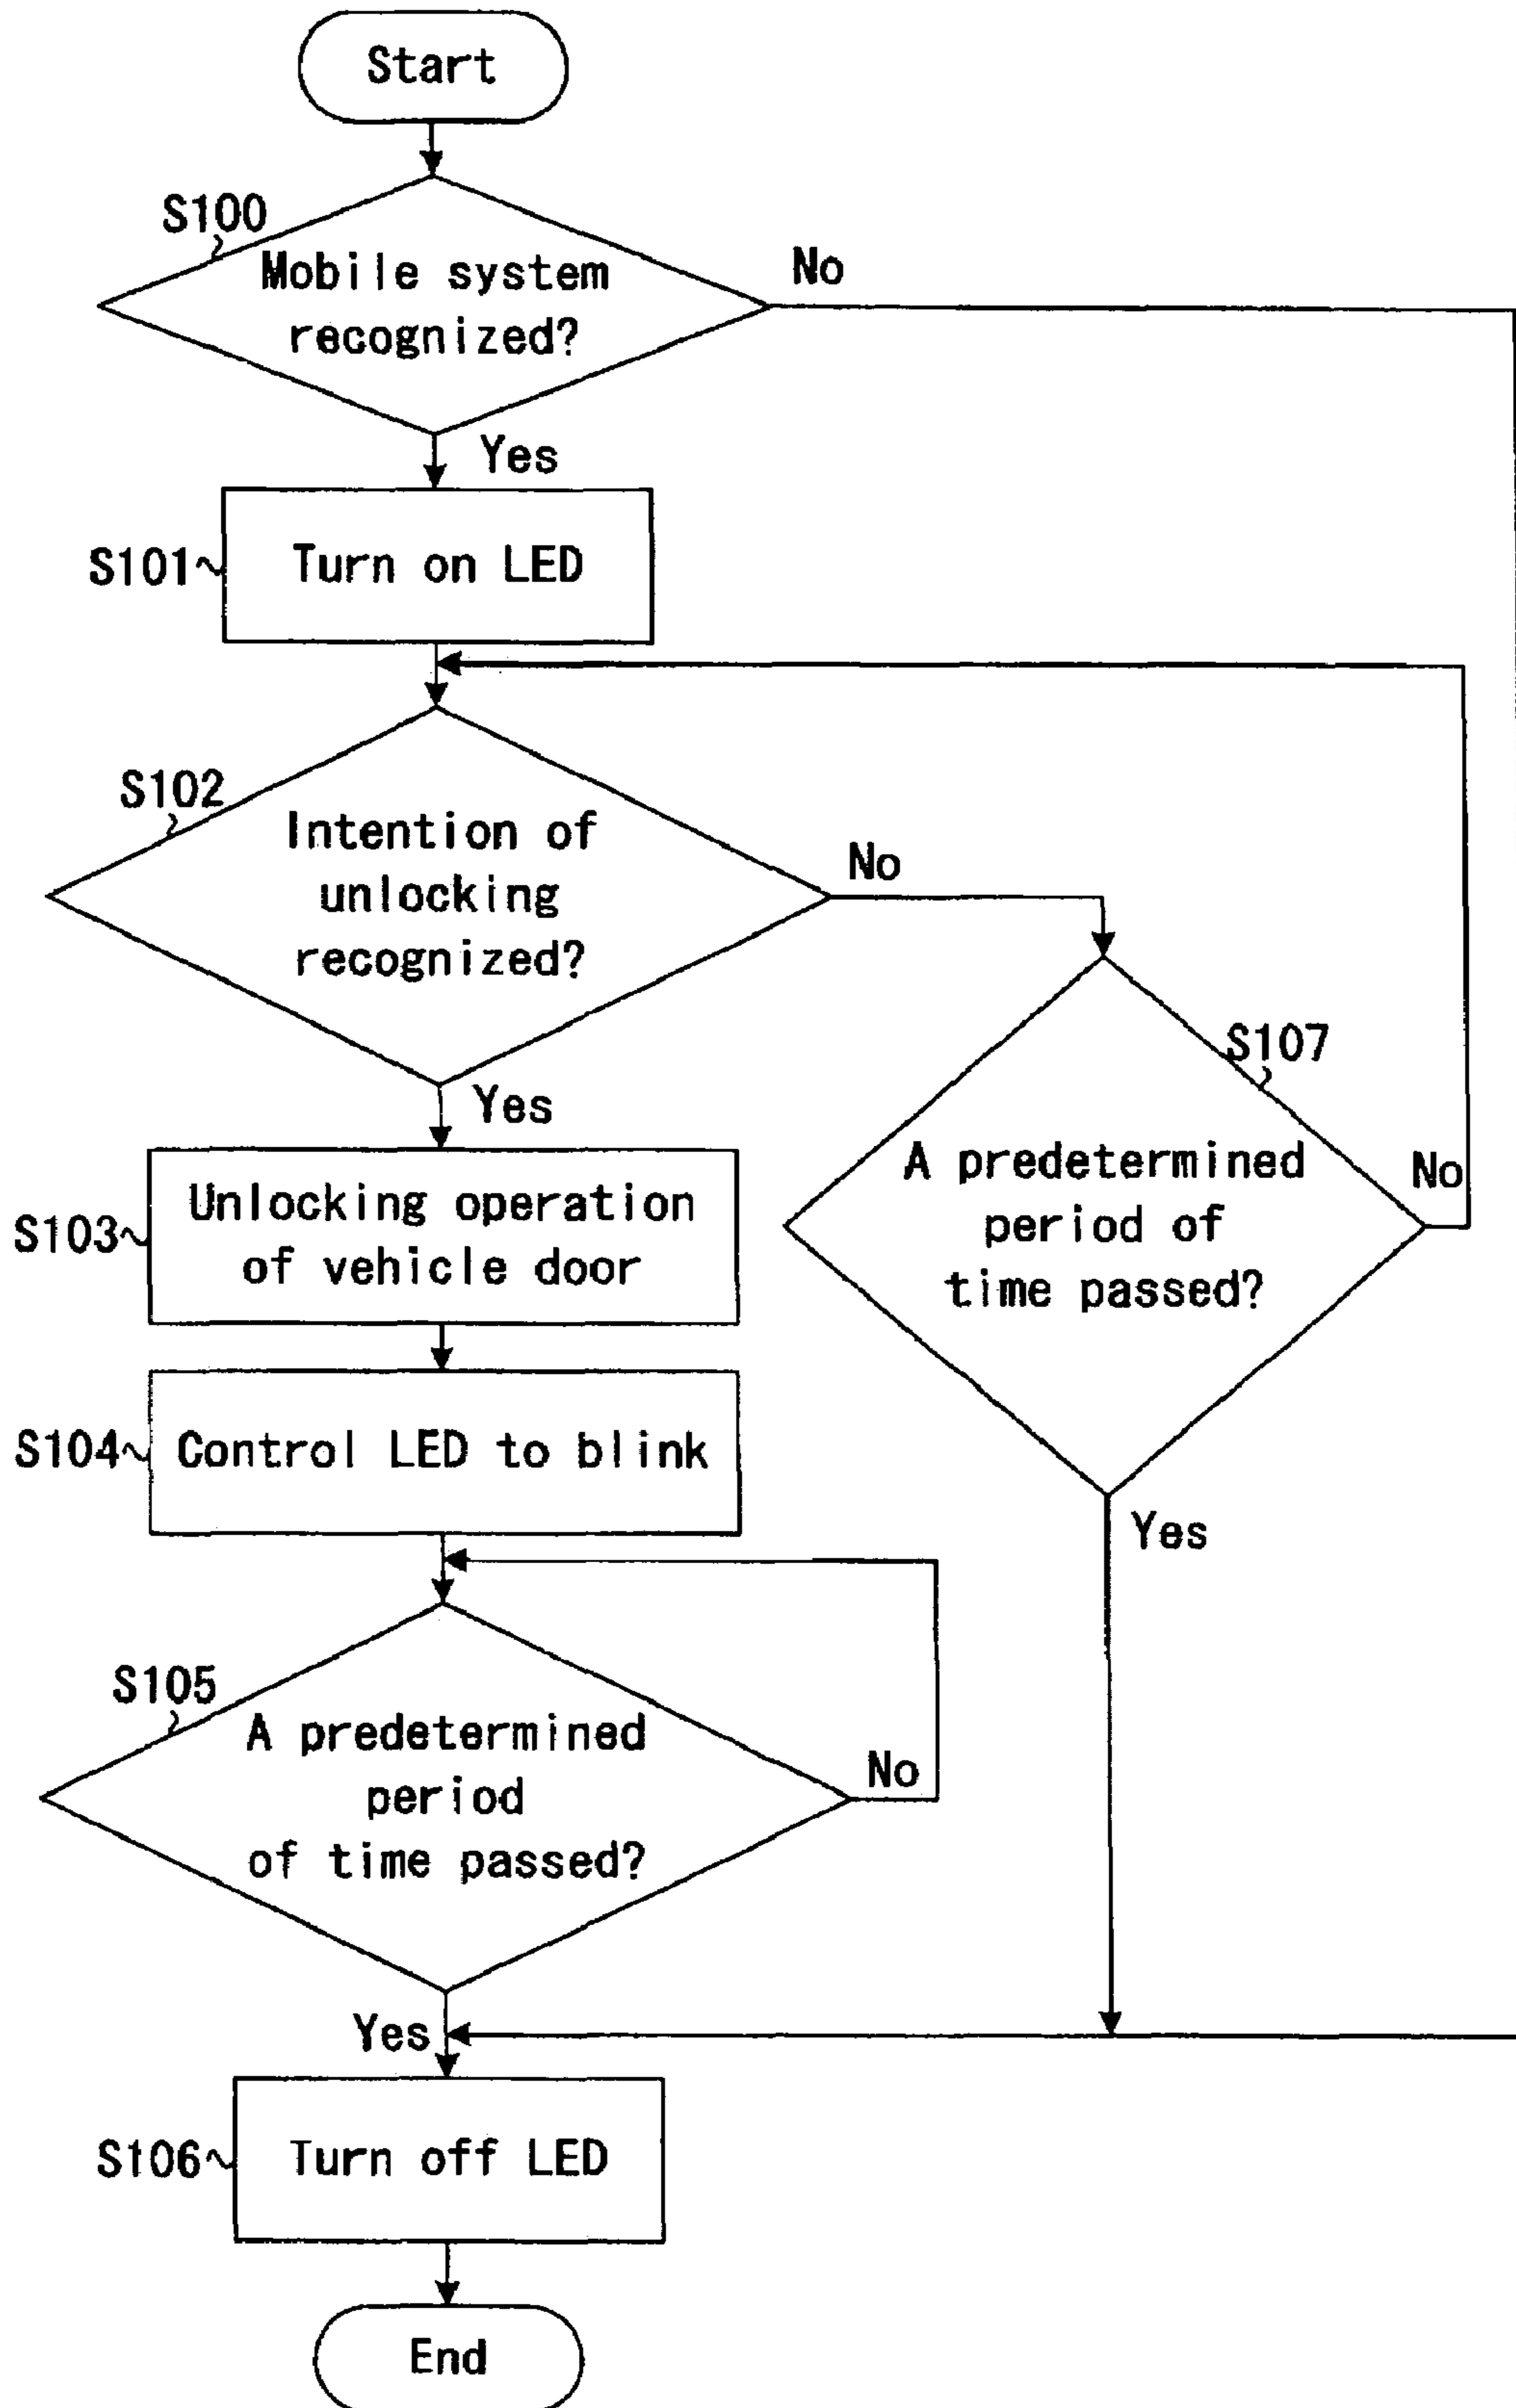 Start
S100
Mobile system
recognized?
No
Yes
S101
Turn on LED
S102
Intention of
unlocking
recognized?
No
Yes
S107
A predetermined
period of
time passed?
No
Yes
S103
Unlocking operation
of vehicle door
S104
Control LED to blink
S105
A predetermined
period
of time passed?
No
Yes
S106
Turn off LED
End